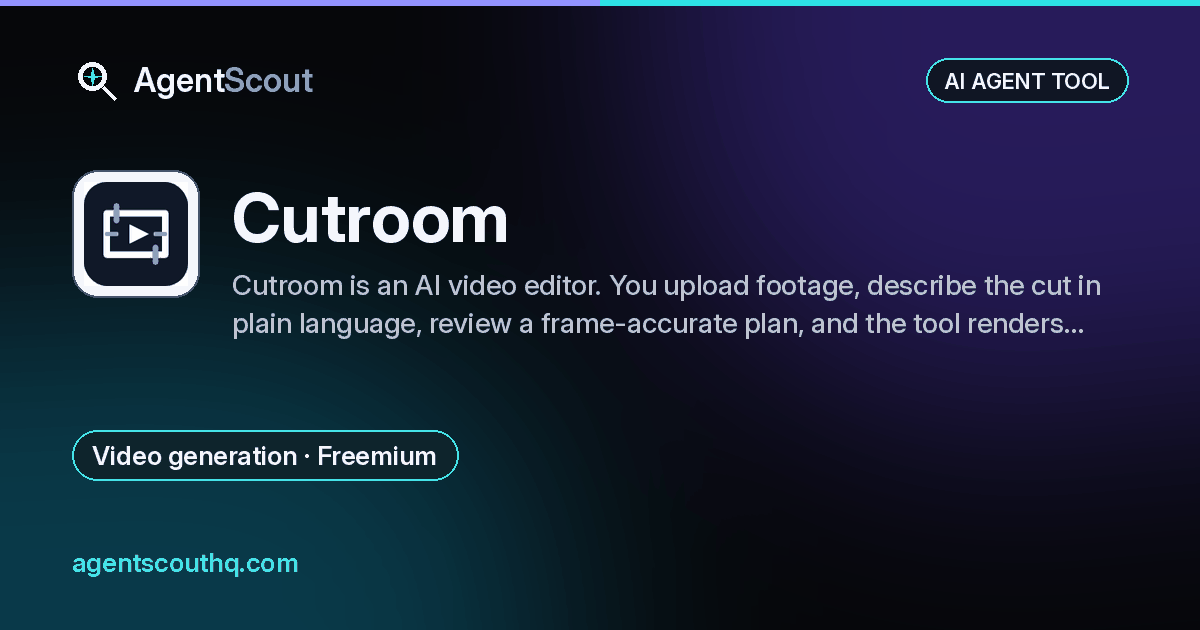 AgentScout
AI AGENT TOOL
Cutroom
Cutroom is an AI video editor. You upload footage, describe the cut in
plain language, review a frame-accurate plan, and the tool renders...
Video generation · Freemium
agentscouthq.com